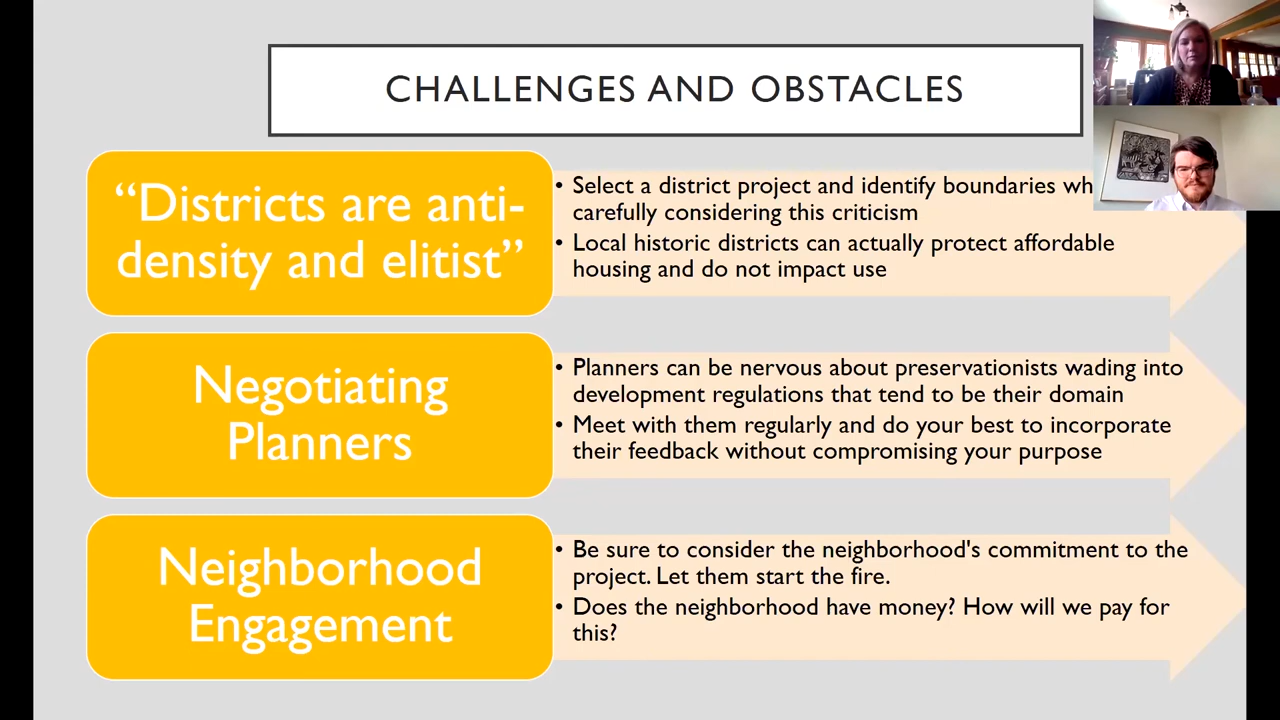 CHALLENGES AND OBSTACLES
“Districts are anti-
density and elitist”
• Select a district project and identify boundaries
carefully considering this criticism
• Local historic districts can actually protect affordable
housing and do not impact use
Negotiating
Planners
• Planners can be nervous about preservationists wading into
development regulations that tend to be their domain
• Meet with them regularly and do your best to incorporate
their feedback without compromising your purpose
Neighborhood
Engagement
• Be sure to consider the neighborhood's commitment to the
project. Let them start the fire.
• Does the neighborhood have money? How will we pay for
this?